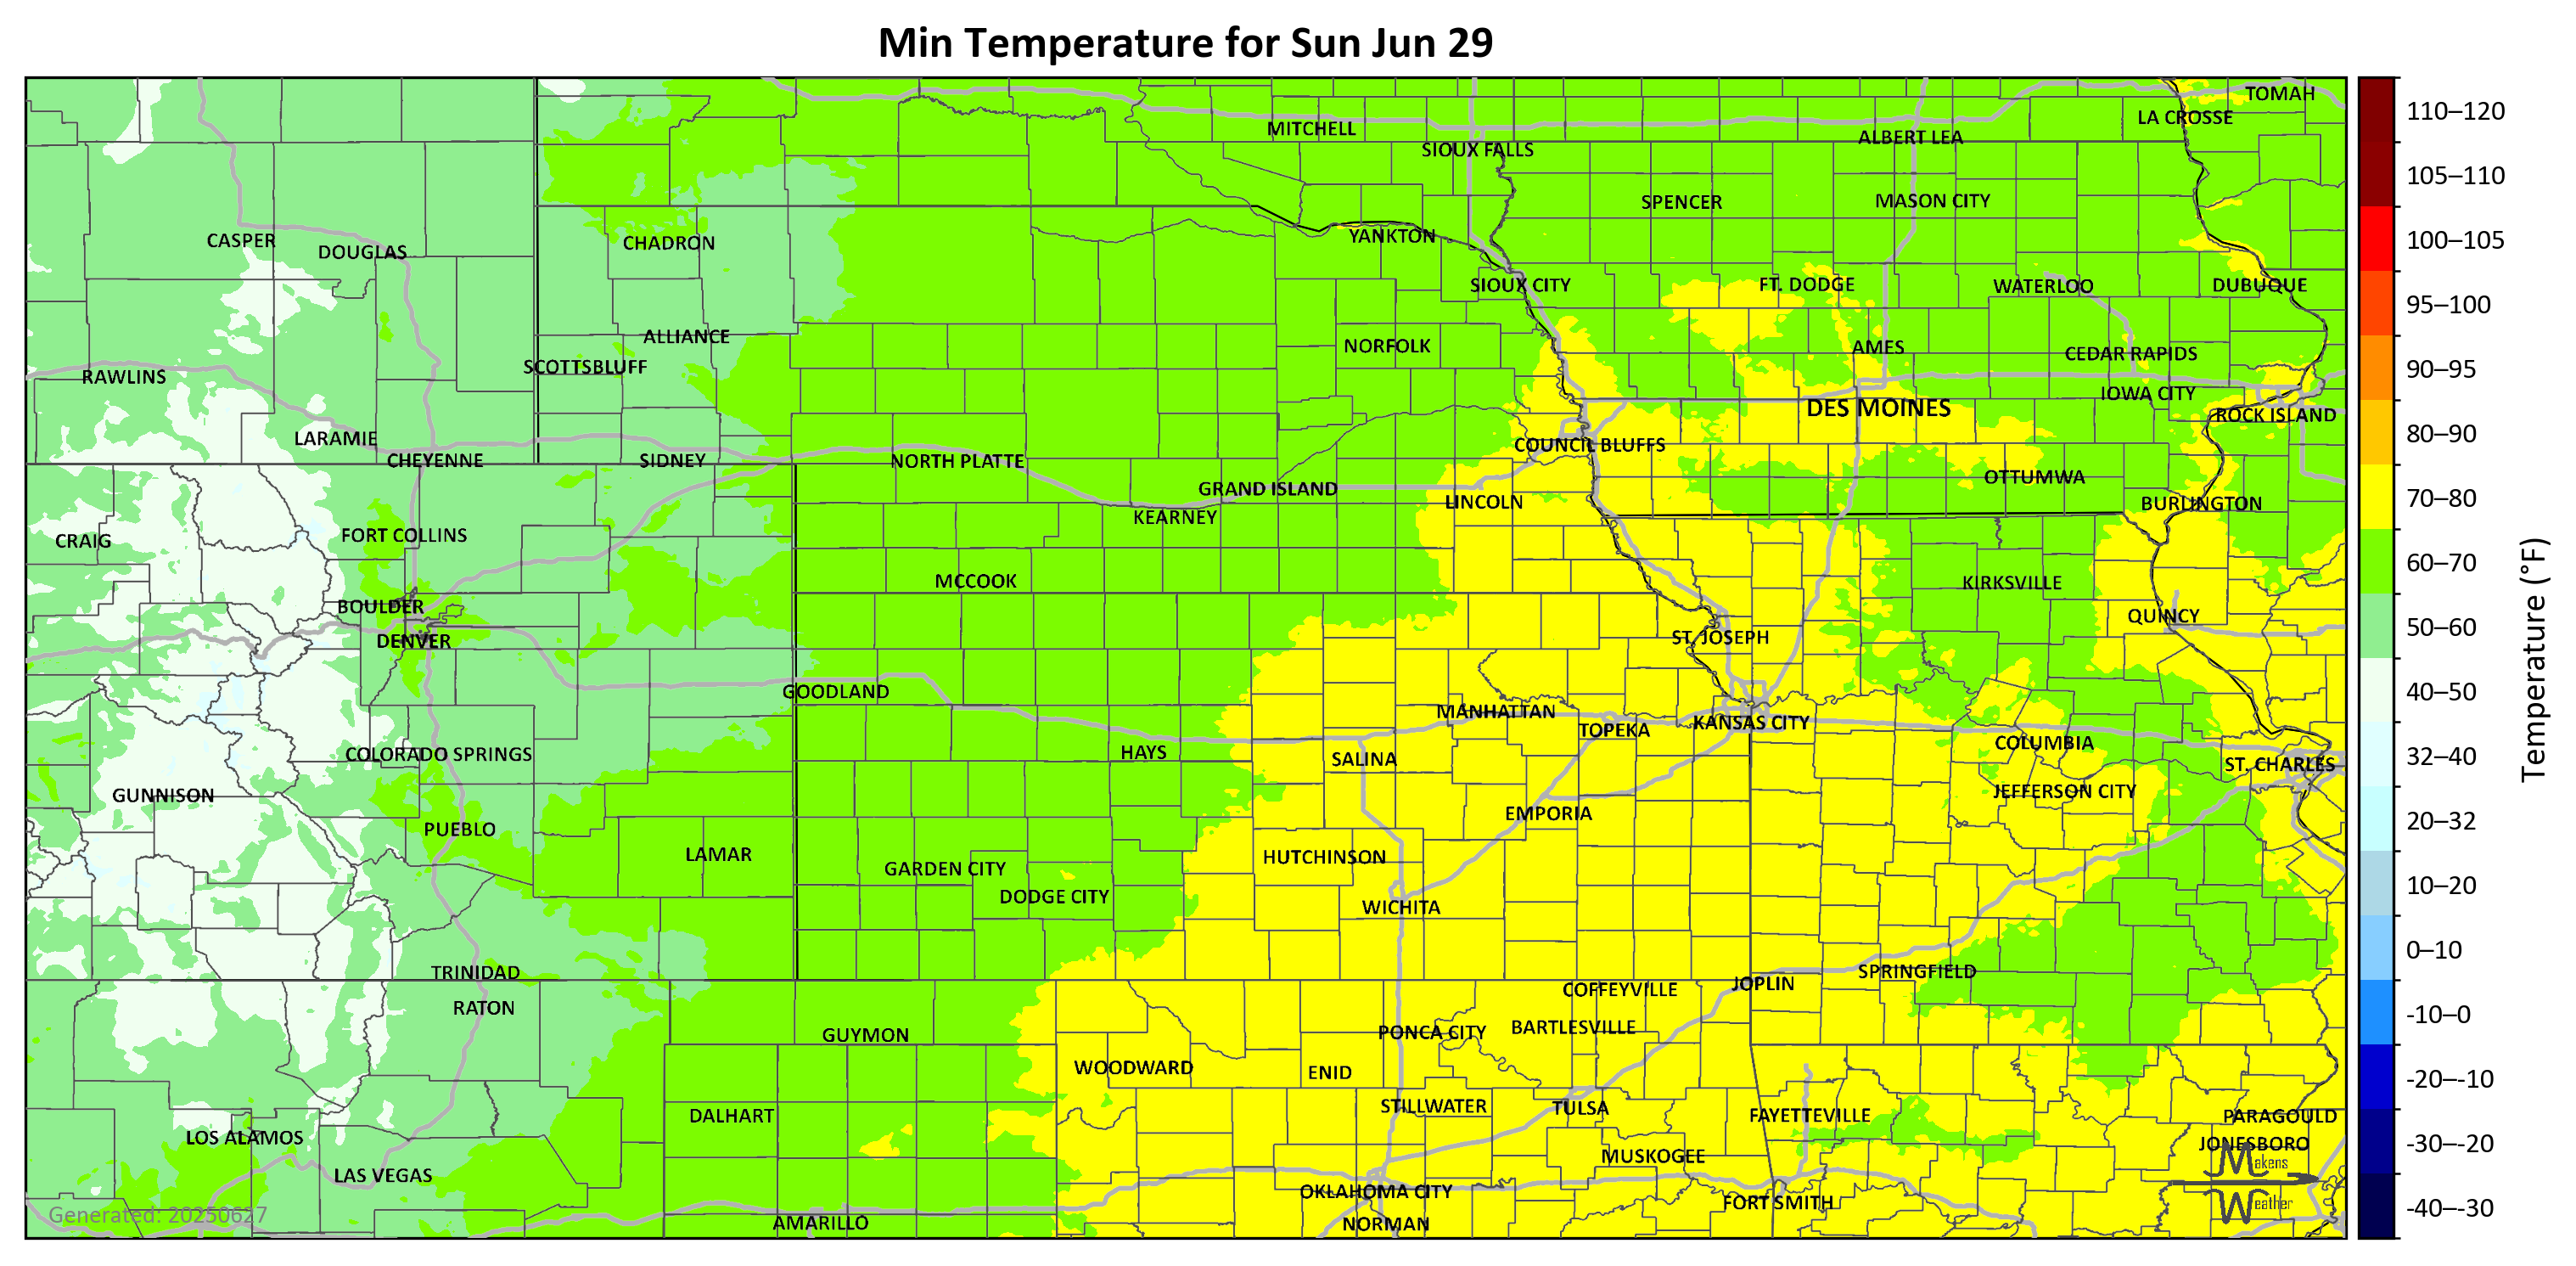 Min Temperature for Sun Jun 29
TOMAH
LA CROSSE
MITCHELL
ALBERT LEA
SIOUX FALLS
SPENCER
MASON CITY
CASPER
DOUGLAS
CHADRON
YANKTON
SIOUX CITY
FT. DODGE
WATERLOO
DUBUQUE
ALLIANCE
NORFOLK
AMES
CEDAR RAPIDS
SCOTTSBLUFF
RAWLINS
IOWA CITY
DES MOINES
ROCK ISLAND
LARAMIE
COUNCIL BLUFFS
CHEYENNE
SIDNEY
NORTH PLATTE
OTTUMWA
GRAND ISLAND
LINCOLN
BURLINGTON
KEARNEY
FORT COLLINS
CRAIG
MCCOOK
KIRKSVILLE
BOULDER
QUINCY
DENVER
ST. JOSEPH
GOODLAND
MANHATTAN
KANSAS CITY
TOPEKA
COLUMBIA
COLORADO SPRINGS
HAYS
SALINA
ST. CHARLES
GUNNISON
JEFFERSON CITY
EMPORIA
PUEBLO
LAMAR
HUTCHINSON
GARDEN CITY
DODGE CITY
WICHITA
TRINIDAD
SPRINGFIELD
JOPLIN
COFFEYVILLE
RATON
GUYMON
PONCA CITY
BARTLESVILLE
WOODWARD
ENID
DALHART
STILLWATER
TULSA
FAYETTEVILLE
PARAGOULD
LOS ALAMOS
JONESBORO
MUSKOGEE
LAS VEGAS
OKLAHOMA CITY
FORT SMITH
AMARILLO
NORMAN
Makens
Weather
Generated: 20250627
110–120
105–110
100–105
95–100
90–95
80–90
70–80
60–70
50–60
40–50
32–40
20–32
10–20
0–10
-10–0
-20–-10
-30–-20
-40–-30
Temperature (°F)